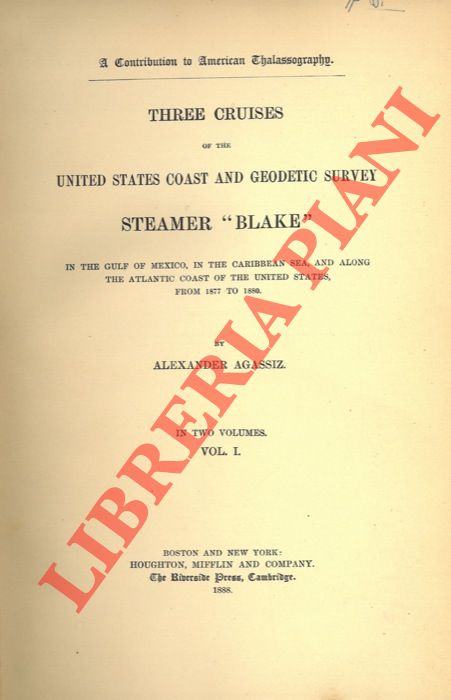 A Contribution to American Thalassography.
THREE CRUISES
OF THE
UNITED STATES COAST AND GEODETIC SURVEY
STEAMER "BLAKE"
IN THE GULF OF MEXICO, IN THE CARIBBEAN SEA, AND ALONG
THE ATLANTIC COAST OF THE UNITED STATES,
FROM 1877 TO 1880.
BY
ALEXANDER AGASSIZ.
IN TWO VOLUMES.
VOL. I.
BOSTON AND NEW YORK:
HOUGHTON, MIFFLIN AND COMPANY.
The Riverside Press, Cambridge.
1888.
LIBRERIA PIANI